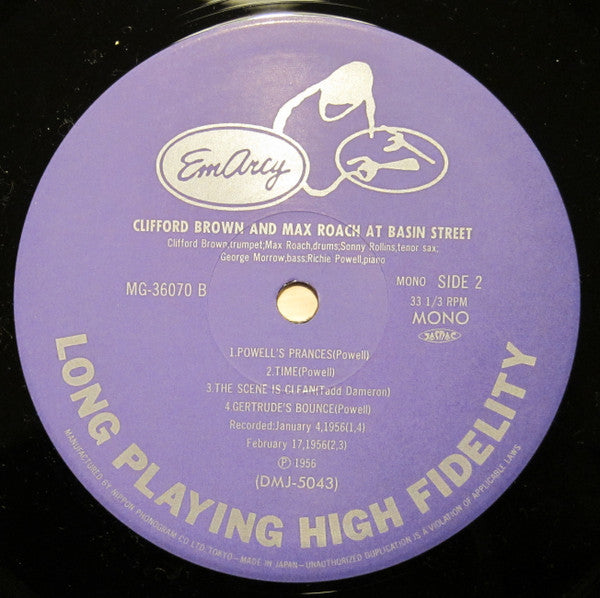 EmArcy
CLIFFORD BROWN AND MAX ROACH AT BASIN STREET
Clifford Brown,trumpet;Max Roach,drums;Sonny Rollins,tenor sax;
George Morrow,bass;Richie Powell,piano
MG-36070 B
MONO SIDE 2
33 1/3 RPM
MONO
JASRAC
1.POWELL'S PRANCES(Powell)
2.TIME(Powell)
3.THE SCENE IS CLEAN(Tadd Dameron)
4.GERTRUDE'S BOUNCE(Powell)
Recorded:January 4,1956(1,4)
February 17,1956(2,3)
Ⓟ 1956
(DMJ-5043)
LONG PLAYING HIGH FIDELITY
MANUFACTURED BY NIPPON PHONOGRAM CO LTD, TOKYO—MADE IN JAPAN—UNAUTHORIZED DUPLICATION IS A VIOLATION OF APPLICABLE LAWS